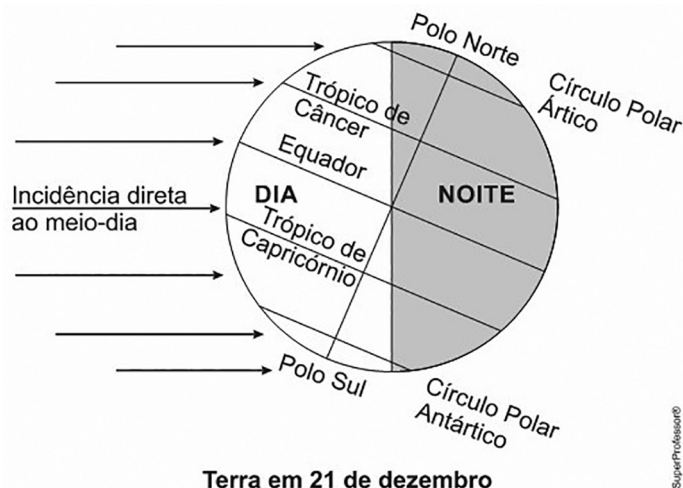 Polo Norte
Círculo Polar
Ártico
Trópico de
Câncer
Equador
Incidência direta
ao meio-dia
DIA
NOITE
Trópico de
Capricórnio
Polo Sul
Círculo Polar
Antártico
SuperProfessor®
Terra em 21 de dezembro